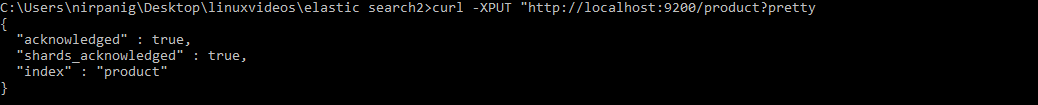 C:\Users\nirpanig\Desktop\linuxvideos\elastic search2>curl -XPUT "http://localhost:9200/product?pretty
{
  "acknowledged" : true,
  "shards_acknowledged" : true,
  "index" : "product"
}